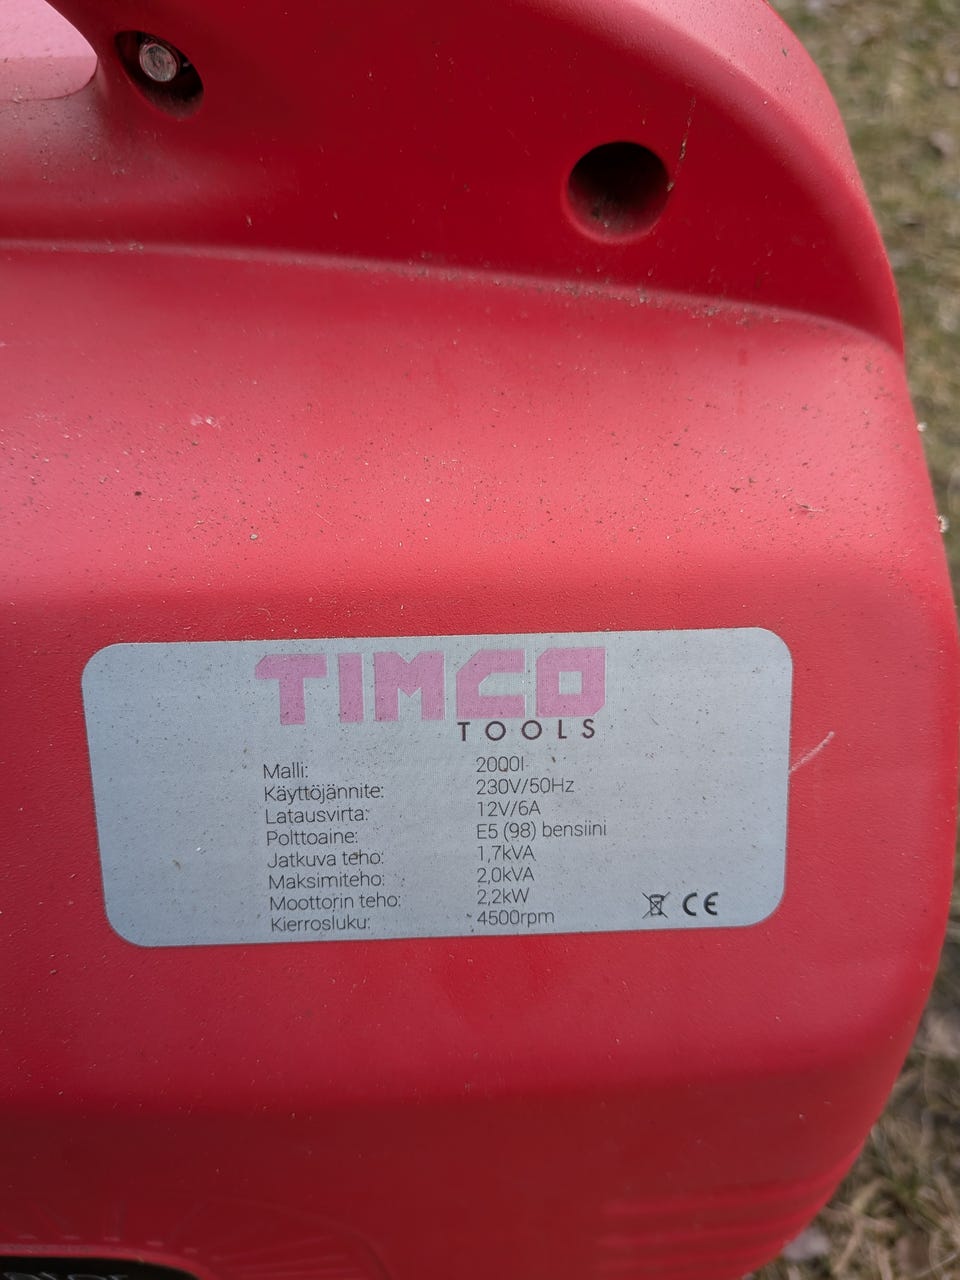 TIMCO
TOOLS
Malli: 2000I
Käyttöjännite: 230V/50Hz
Latausvirta: 12V/6A
Polttoaine: E5 (98) bensiini
Jatkuva teho: 1,7kVA
Maksimiteho: 2,0kVA
Moottorin teho: 2,2kW
Kierrosluku: 4500rpm
CE